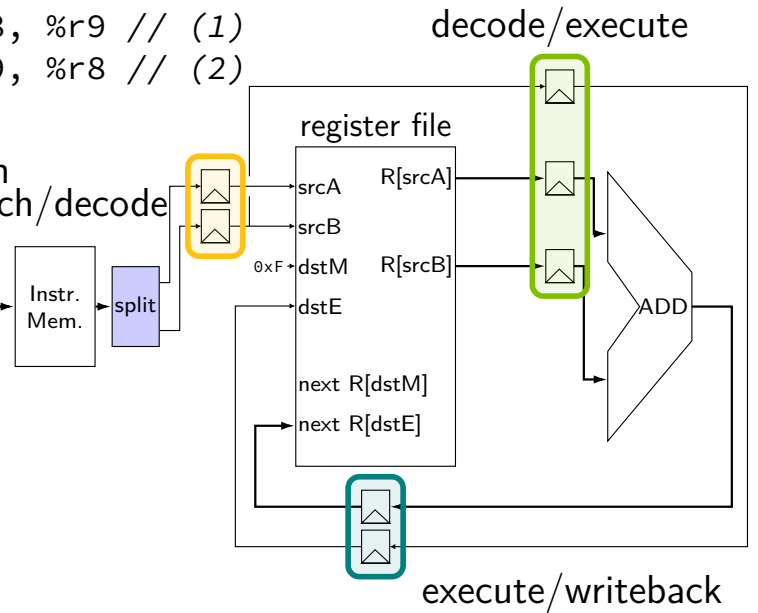 , %r9 // (1)
, %r8 // (2)
decode/execute
register file
ch/decode
srcA
R[srcA]
srcB
0xF
dstM
R[srcB]
Instr.
Mem.
split
dstE
ADD
next R[dstM]
next R[dstE]
execute/writeback